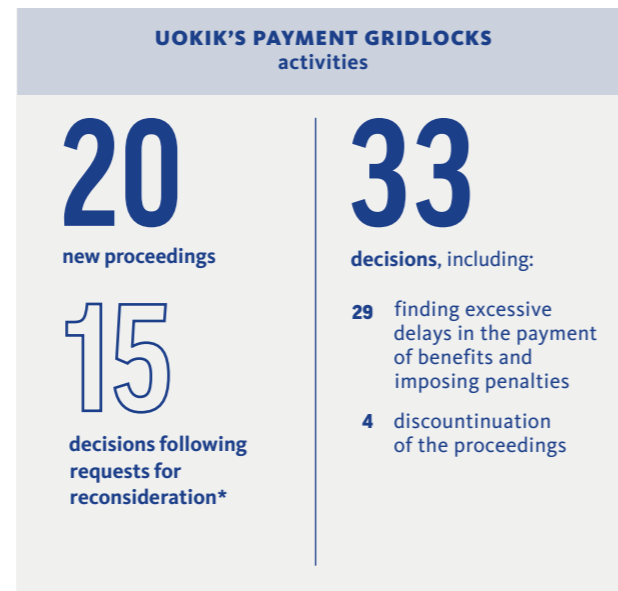 UOKIK'S PAYMENT GRIDLOCKS
activities
20
new proceedings
15
decisions following
requests for
reconsideration*
33
decisions, including:
29 finding excessive
delays in the payment
of benefits and
imposing penalties
4 discountinuation
of the proceedings